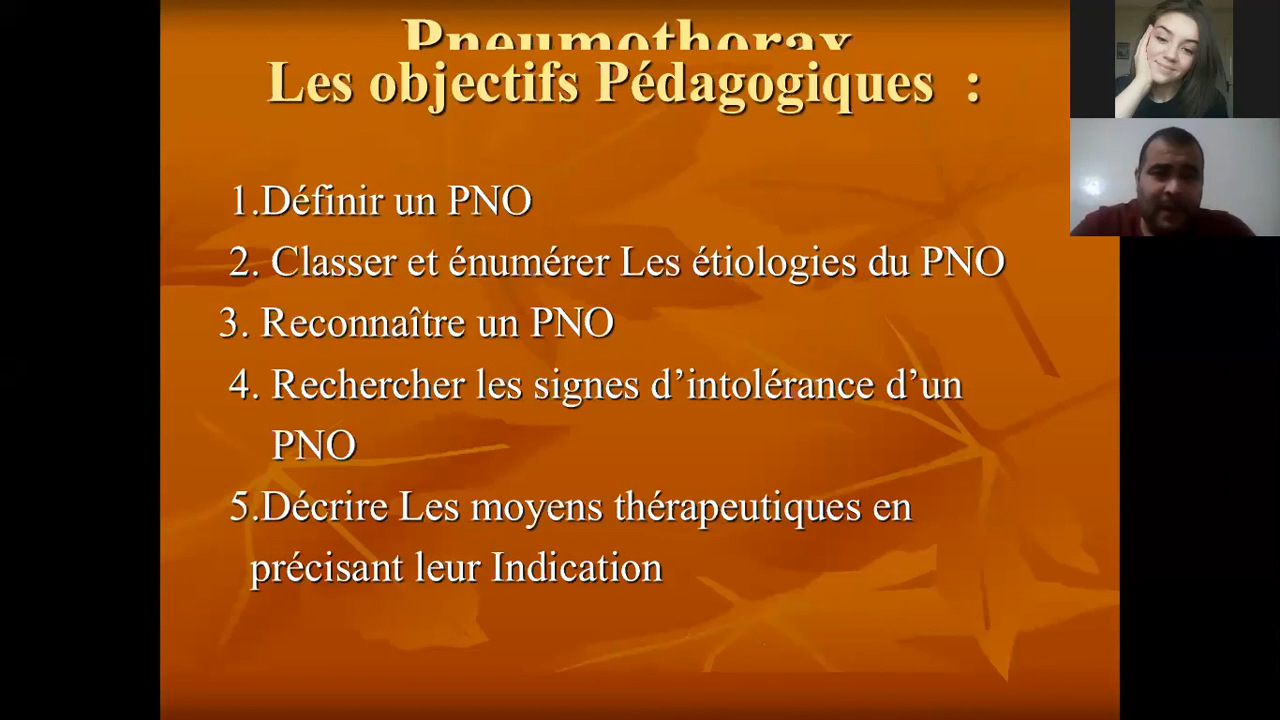 Pneumothorax
Les objectifs Pédagogiques :
1.Définir un PNO
2. Classer et énumérer Les étiologies du PNO
3. Reconnaître un PNO
4. Rechercher les signes d’intolérance d’un
PNO
5.Décrire Les moyens thérapeutiques en
précisant leur Indication